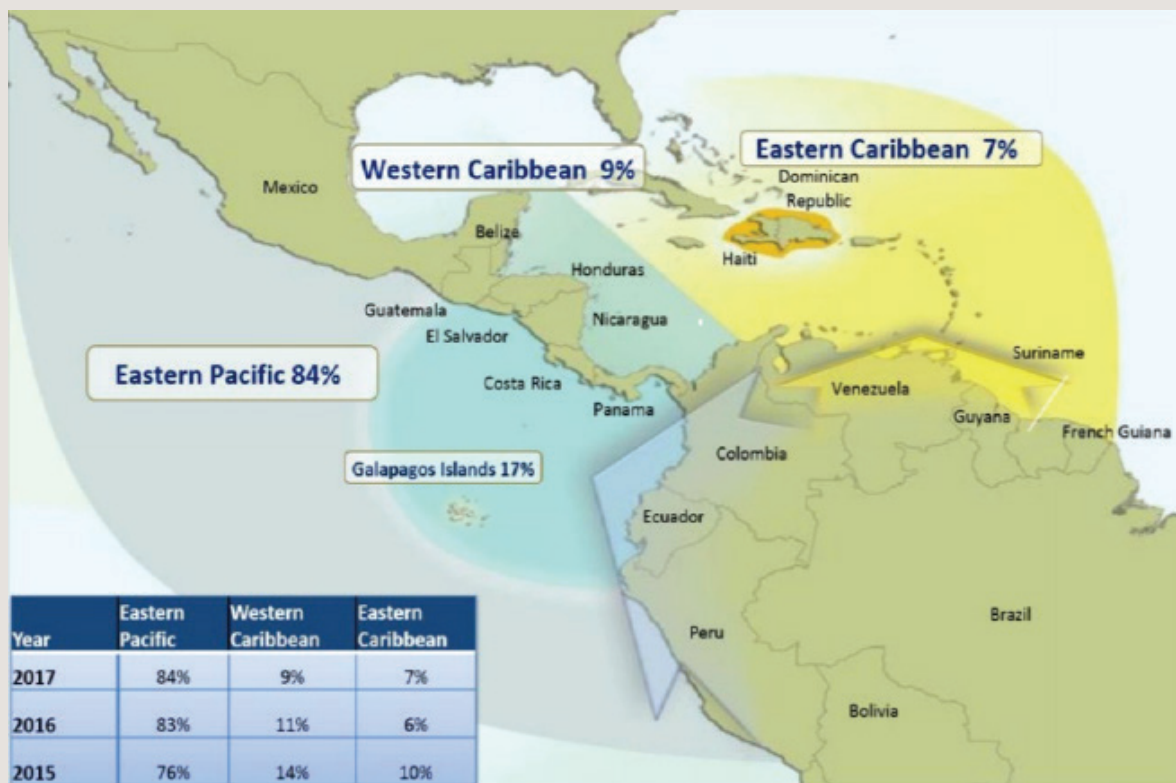 Western Caribbean 9%
Eastern Caribbean 7%
Dominican
Republic
Mexico
Belize
Haiti
Honduras
Guatemala
Nicaragua
El Salvador
Eastern Pacific 84%
Costa Rica
Panama
Suriname
Venezuela
Guyana
French Guiana
Colombia
Galapagos Islands 17%
Ecuador
Peru
Brazil
Bolivia
Year Eastern Pacific Western Caribbean Eastern Caribbean
2017 84% 9% 7%
2016 83% 11% 6%
2015 76% 14% 10%